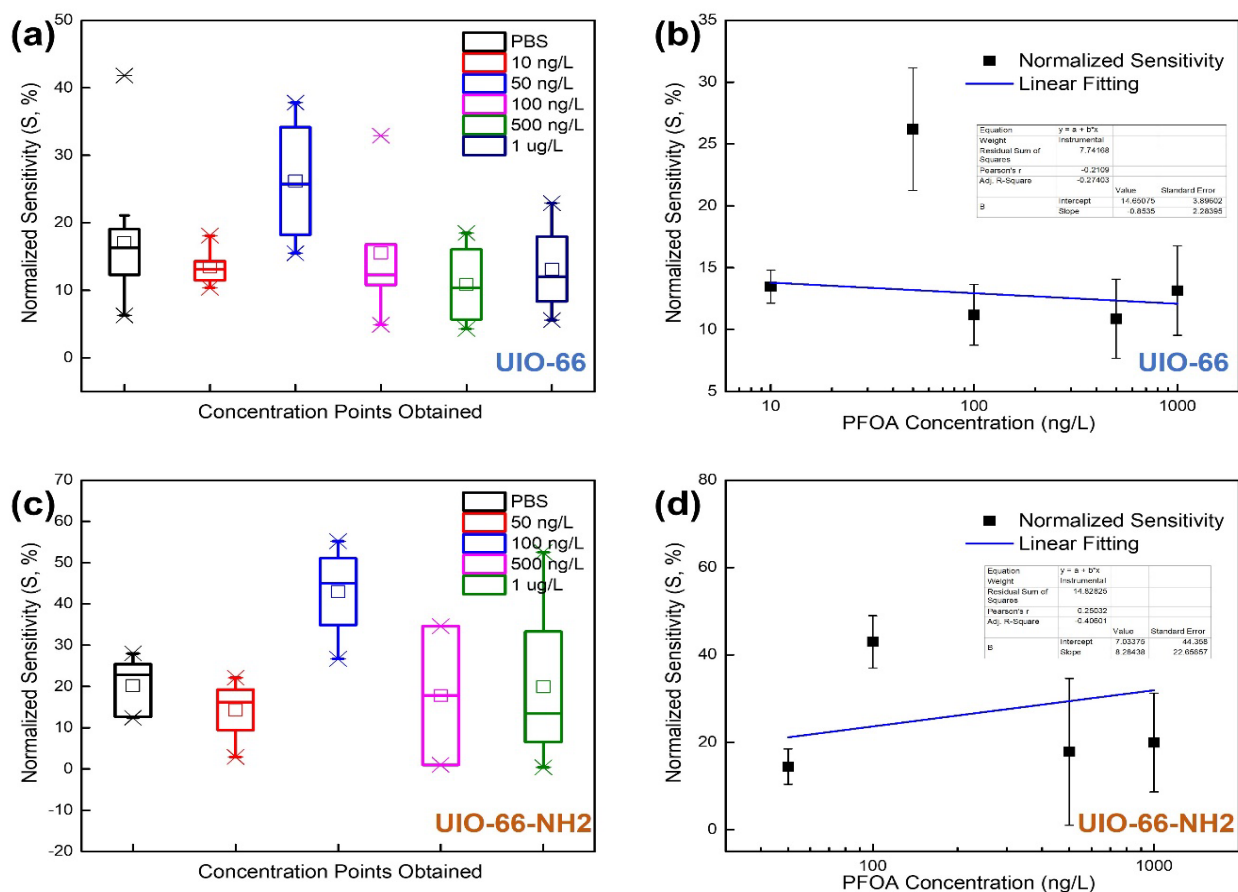 (a)
50
40
30
20
10
0
Normalized Sensitivity (S, %)
PBS
10 ng/L
50 ng/L
100 ng/L
500 ng/L
1 ug/L
UIO-66
Concentration Points Obtained
(b)
35
30
25
20
15
10
5
Normalized Sensitivity (S, %)
Normalized Sensitivity
Linear Fitting
Equation y = a + b*x
Weight Instrumental
Residual Sum of Squares 7.74168
Pearson's r -0.2109
Adj. R-Square -0.27403
Value Standard Error
B Intercept 14.65075 3.89602
Slope -0.8535 2.28395
UIO-66
10 100 1000
PFOA Concentration (ng/L)
(c)
70
60
50
40
30
20
10
0
-10
-20
Normalized Sensitivity (S, %)
PBS
50 ng/L
100 ng/L
500 ng/L
1 ug/L
UIO-66-NH2
Concentration Points Obtained
(d)
80
60
40
20
0
Normalized Sensitivity (S, %)
Normalized Sensitivity
Linear Fitting
Equation y = a + b*x
Weight Instrumental
Residual Sum of Squares 14.82825
Pearson's r 0.25032
Adj. R-Square -0.40601
Value Standard Error
B Intercept 7.03375 44.358
Slope 8.28438 22.65657
UIO-66-NH2
100 1000
PFOA Concentration (ng/L)